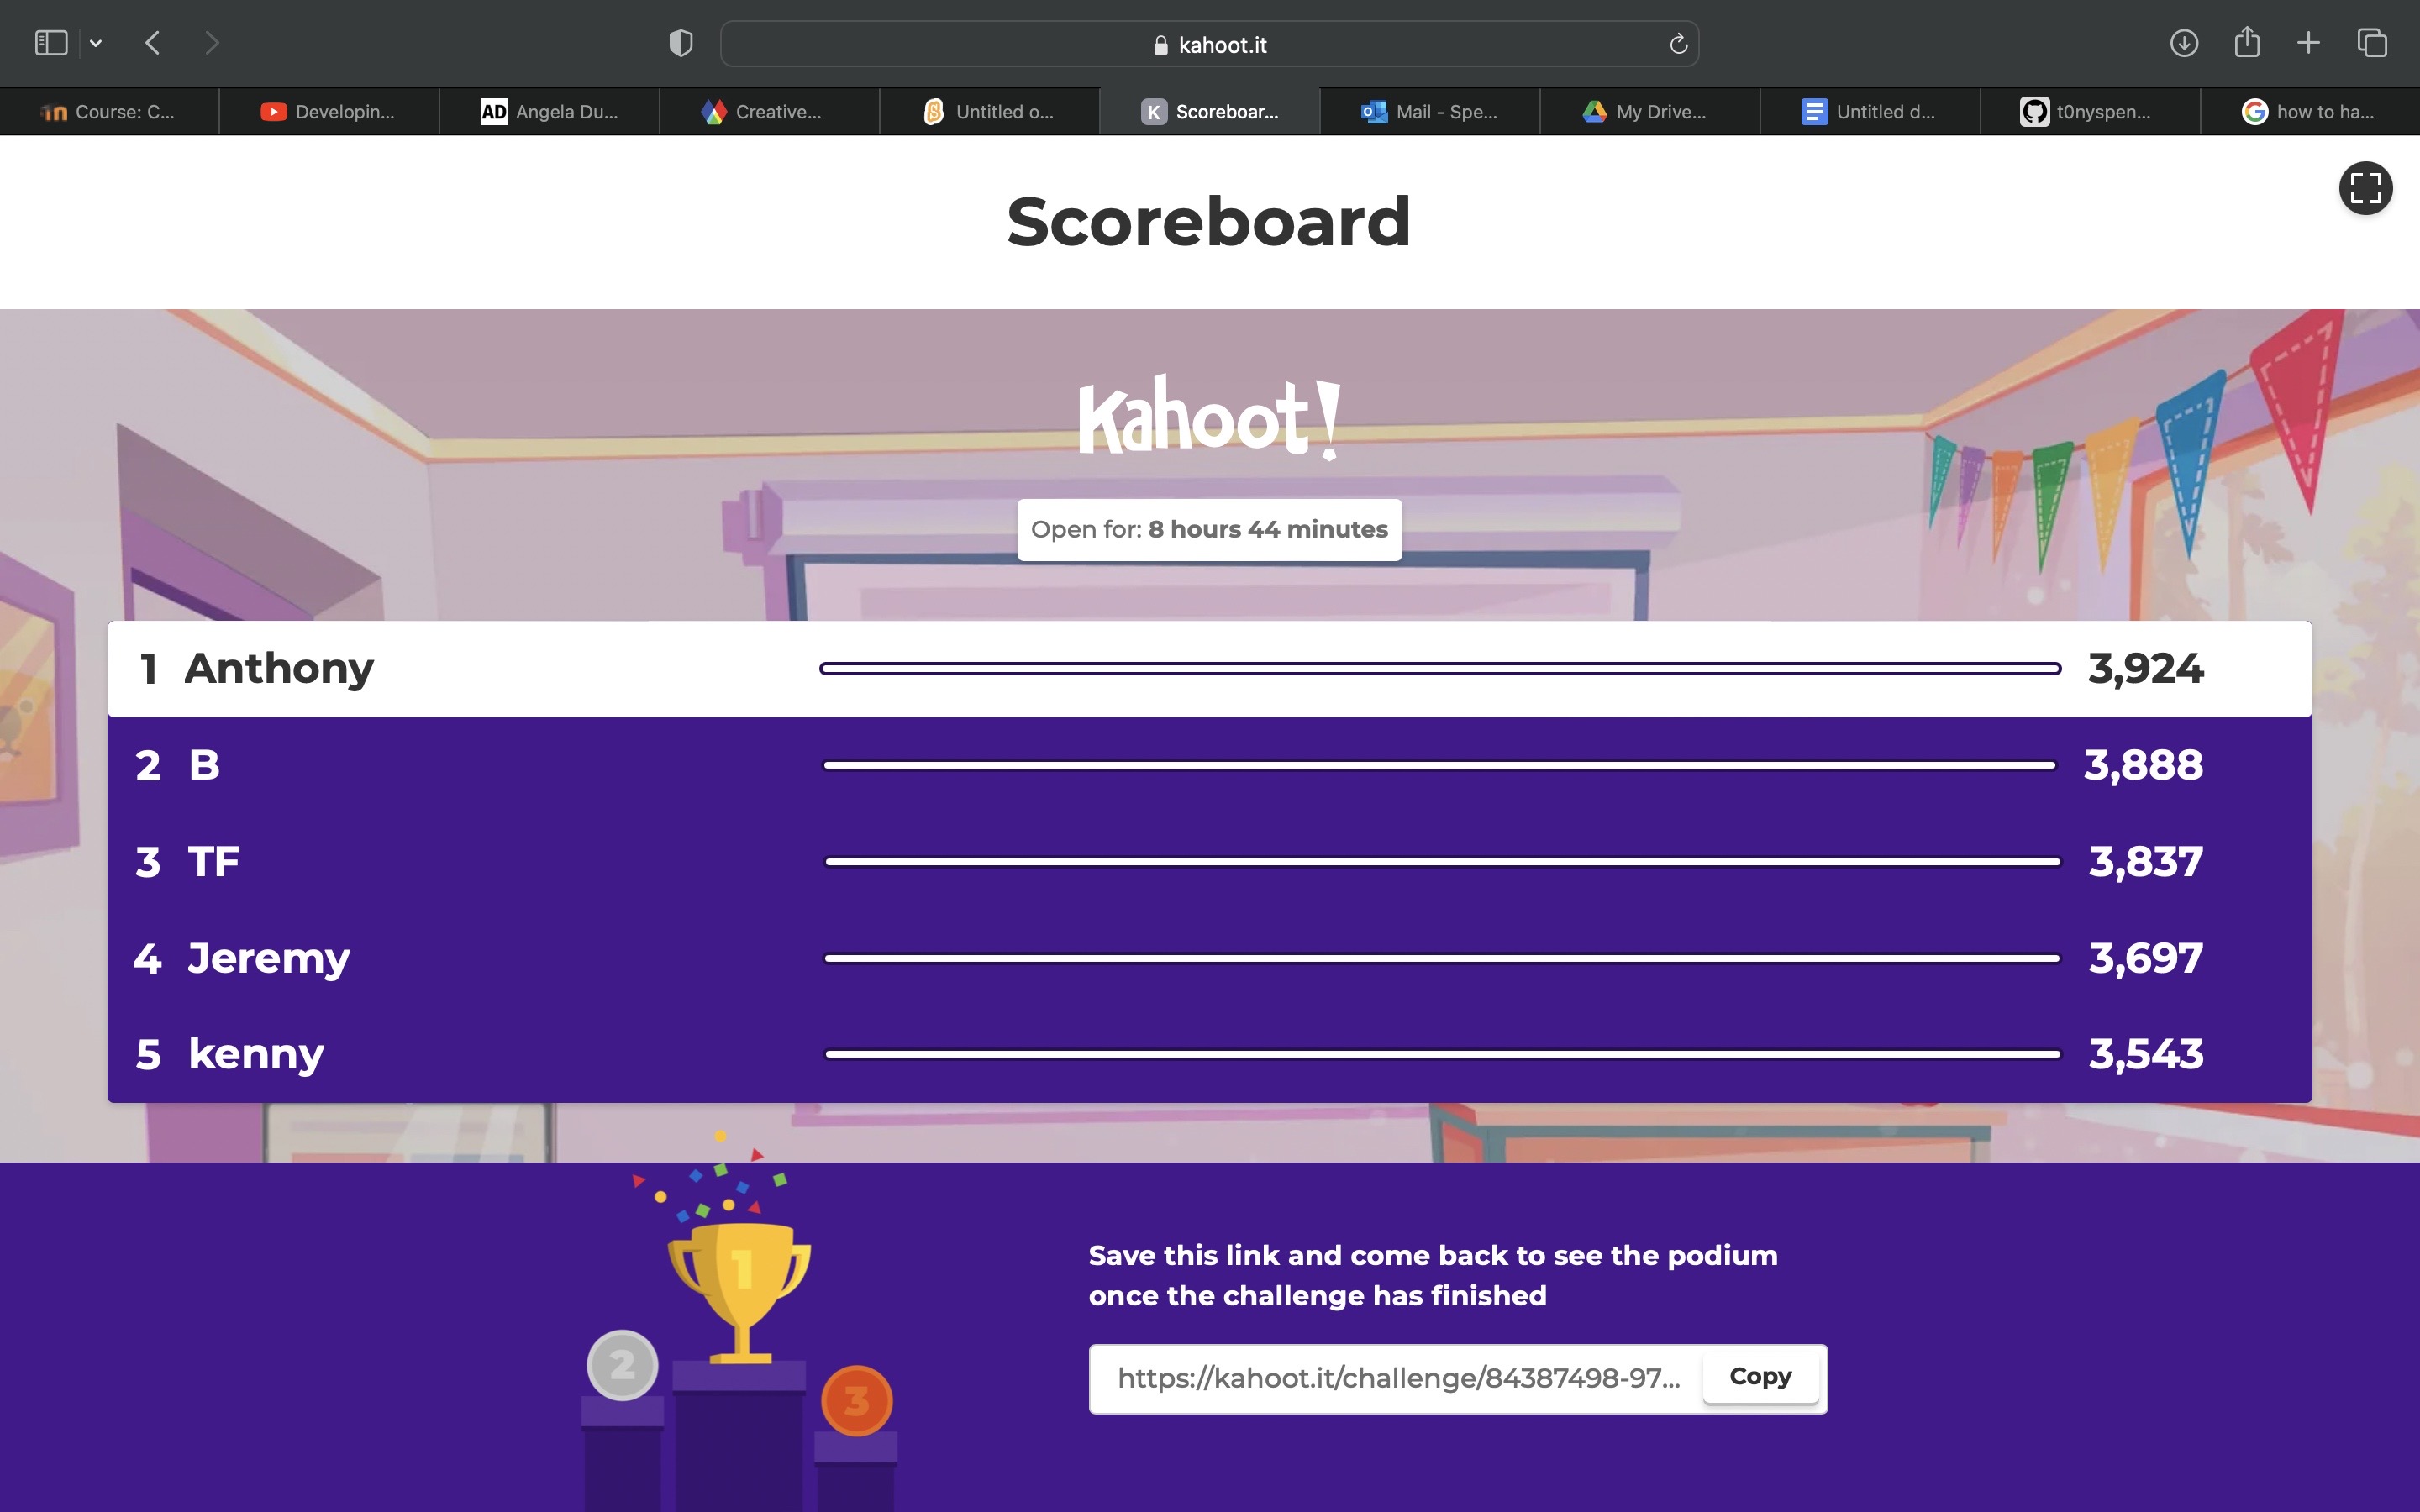 kahoot.it
Course: C...
Developin...
AD Angela Du...
Creative...
Untitled o...
K Scoreboar...
Mail - Spe...
My Drive...
Untitled d...
t0nyspen...
G how to ha...
Scoreboard
Kahoot!
Open for: 8 hours 44 minutes
1 Anthony 3,924
2 B 3,888
3 TF 3,837
4 Jeremy 3,697
5 kenny 3,543
1
2
3
Save this link and come back to see the podium
once the challenge has finished
https://kahoot.it/challenge/84387498-97... Copy